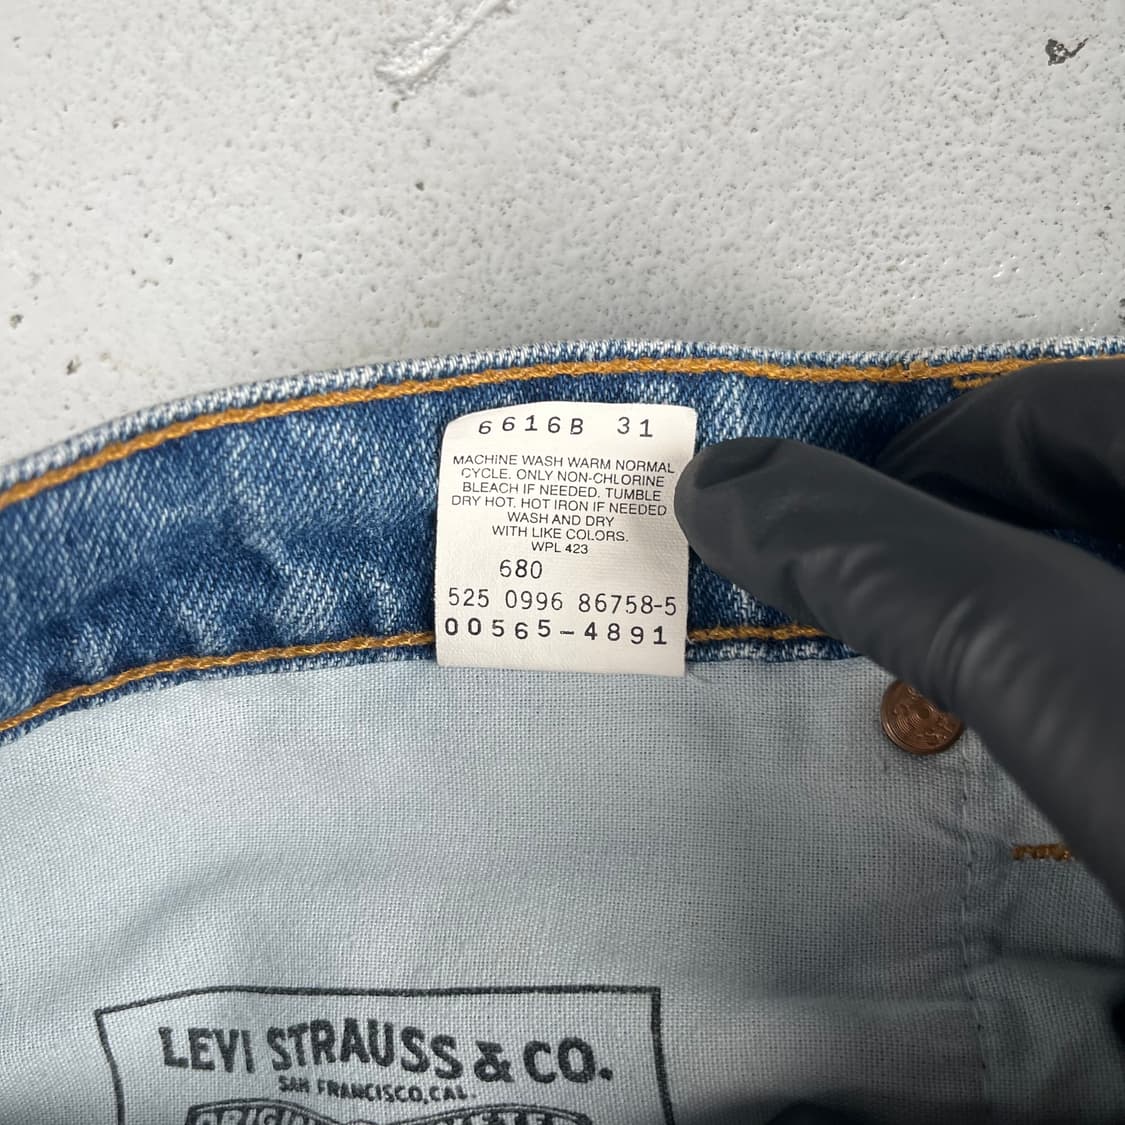 6616B 31
MACHINE WASH WARM NORMAL
CYCLE. ONLY NON-CHLORINE
BLEACH IF NEEDED. TUMBLE
DRY HOT. HOT IRON IF NEEDED
WASH AND DRY
WITH LIKE COLORS.
WPL 423
680
525 0996 86758-5
00565-4891
LEVI STRAUSS & CO.
SAN FRANCISCO, CAL.